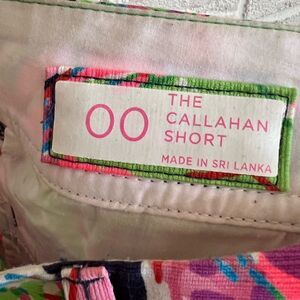 00
THE
CALLAHAN
SHORT
MADE IN SRI LANKA